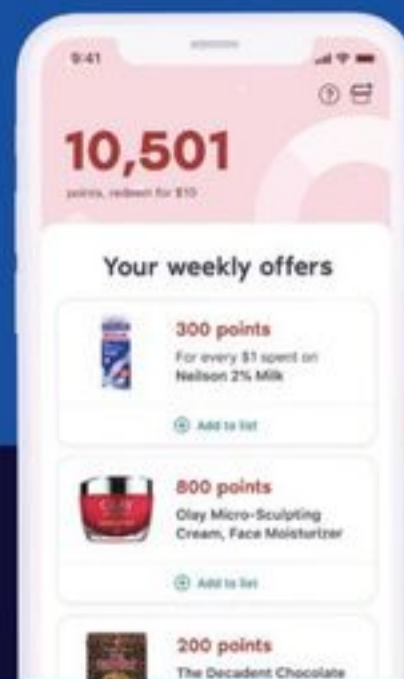 9:41
10,501
points, redeem for $10
Your weekly offers
300 points
For every $1 spent on
Neilson 2% Milk
Add to list
OLAY
800 points
Olay Micro-Sculpting
Cream, Face Moisturizer
Add to list
200 points
The Decadent Chocolate